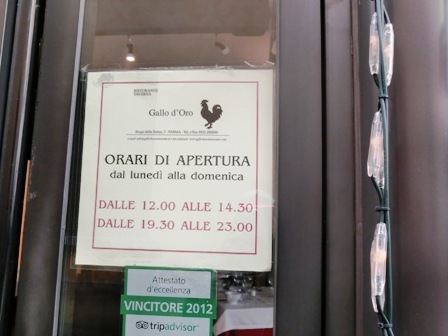 RISTORANTE
Gallo d'Oro
ORARI DI APERTURA
dal lunedì alla domenica
DALLE 12.00 ALLE 14.30
DALLE 19.30 ALLE 23.00
Attestato
d'eccellenza
VINCITORE 2012
tripadvisor